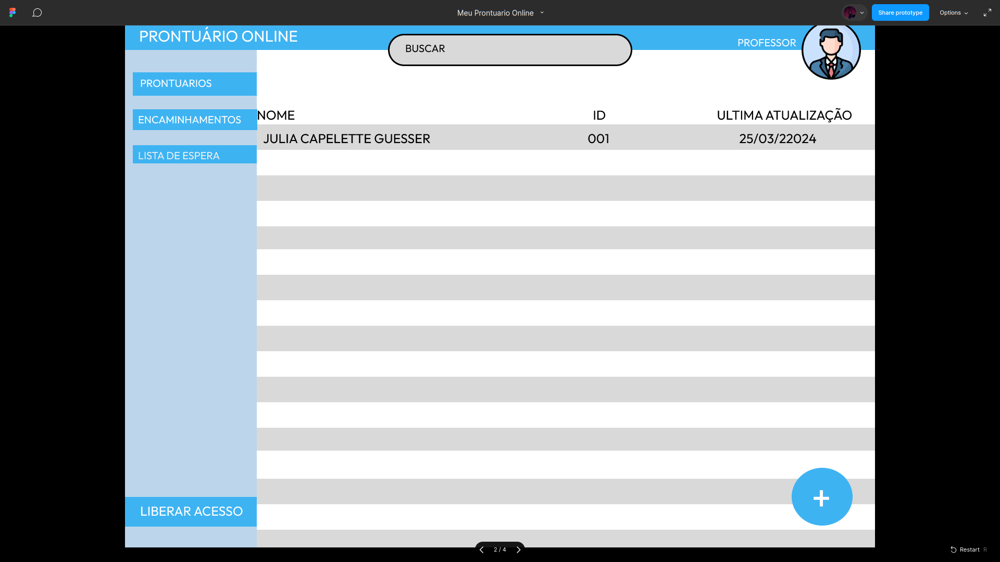 Meu Prontuario Online
Share prototype
Options
PRONTUÁRIO ONLINE
BUSCAR
PROFESSOR
PRONTUARIOS
ENCAMINHAMENTOS
LISTA DE ESPERA
NOME ID ULTIMA ATUALIZAÇÃO
JULIA CAPELETTE GUESSER 001 25/03/22024
+
LIBERAR ACESSO
2 / 4
Restart R